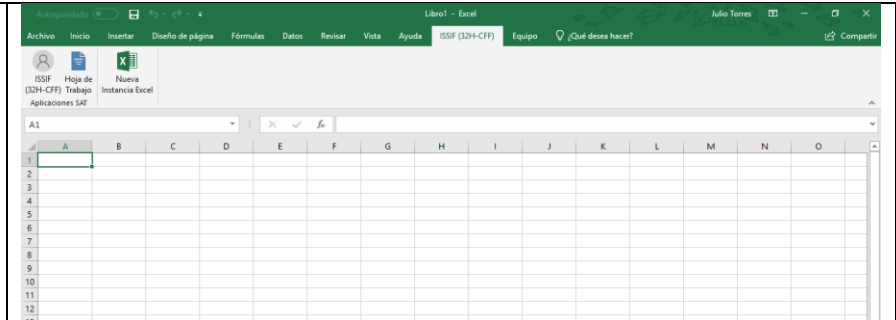 Autoguardado
Libro1 - Excel
Julio Torres
Archivo Inicio Insertar Diseño de página Fórmulas Datos Revisar Vista Ayuda ISSIF (32H-CFF) Equipo ¿Qué desea hacer? Compartir
ISSIF Hoja de Nueva
(32H-CFF) Trabajo Instancia Excel
Aplicaciones SAT
A1 fx
A B C D E F G H I J K L M N O
1
2
3
4
5
6
7
8
9
10
11
12